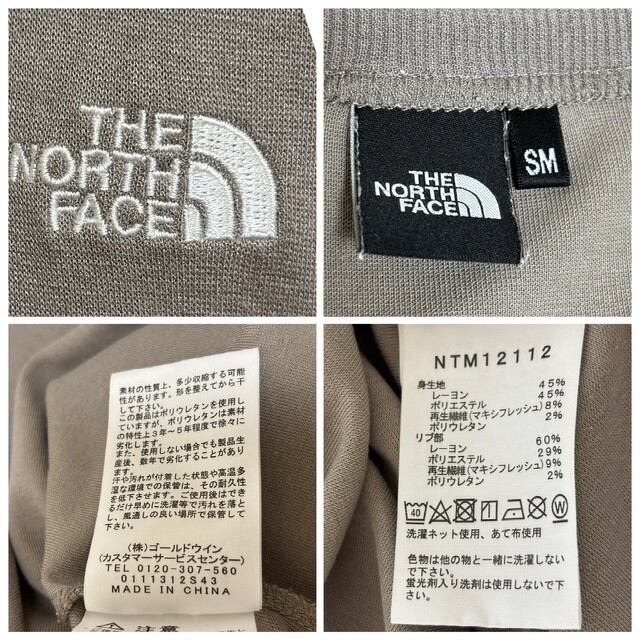 THE
NORTH
FACE
THE
NORTH
FACE
SM
素材の性質上、多少収縮する可能
性があります。形を整えてから干
して下さい。
この製品はポリウレタンを使用し
ています。ポリウレタンは素材
の特性上3年〜5年程度で徐々に
劣化します。
また、使用しない場合でも製品生
産後、数年で劣化することがあり
ます。
汗や汚れが付着した状態や高温多
湿な環境での保管は、その耐久性
を低下させます。ご使用後はでき
るだけ早めに洗濯等で汚れを落と
し、風通しの良い場所で保管して
下さい。
(株)ゴールドウイン
(カスタマーサービスセンター)
TEL 0120-307-560
0111312S43
MADE IN CHINA
注意
NTM12112
身生地
レーヨン 45%
ポリエステル 45%
再生繊維(マキシフレッシュ) 8%
ポリウレタン 2%
リブ部
レーヨン 60%
ポリエステル 29%
再生繊維(マキシフレッシュ) 9%
ポリウレタン 2%
40 W
洗濯ネット使用、あて布使用
色物は他の物と一緒に洗濯しない
で下さい。
蛍光剤入り洗剤は使用しないで下
さい。